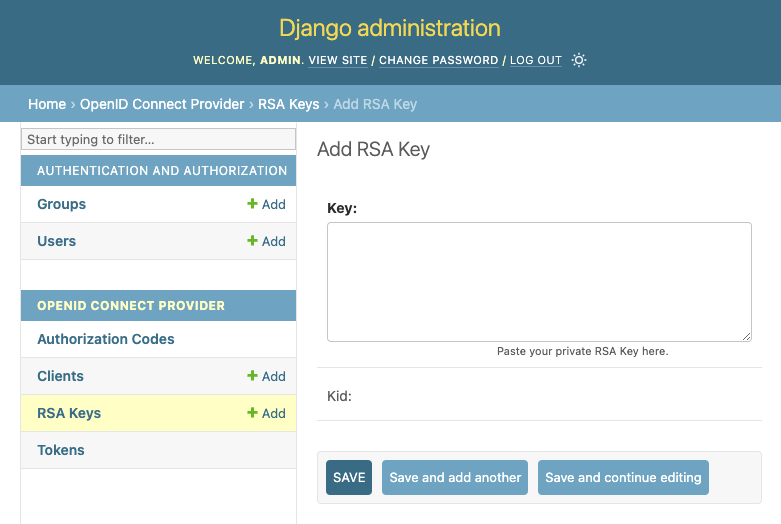 Django administration
WELCOME, ADMIN. VIEW SITE / CHANGE PASSWORD / LOG OUT
Home › OpenID Connect Provider › RSA Keys › Add RSA Key
Start typing to filter...
AUTHENTICATION AND AUTHORIZATION
Groups + Add
Users + Add
OPENID CONNECT PROVIDER
Authorization Codes
Clients + Add
RSA Keys + Add
Tokens
Add RSA Key
Key:
Paste your private RSA Key here.
Kid:
SAVE Save and add another Save and continue editing